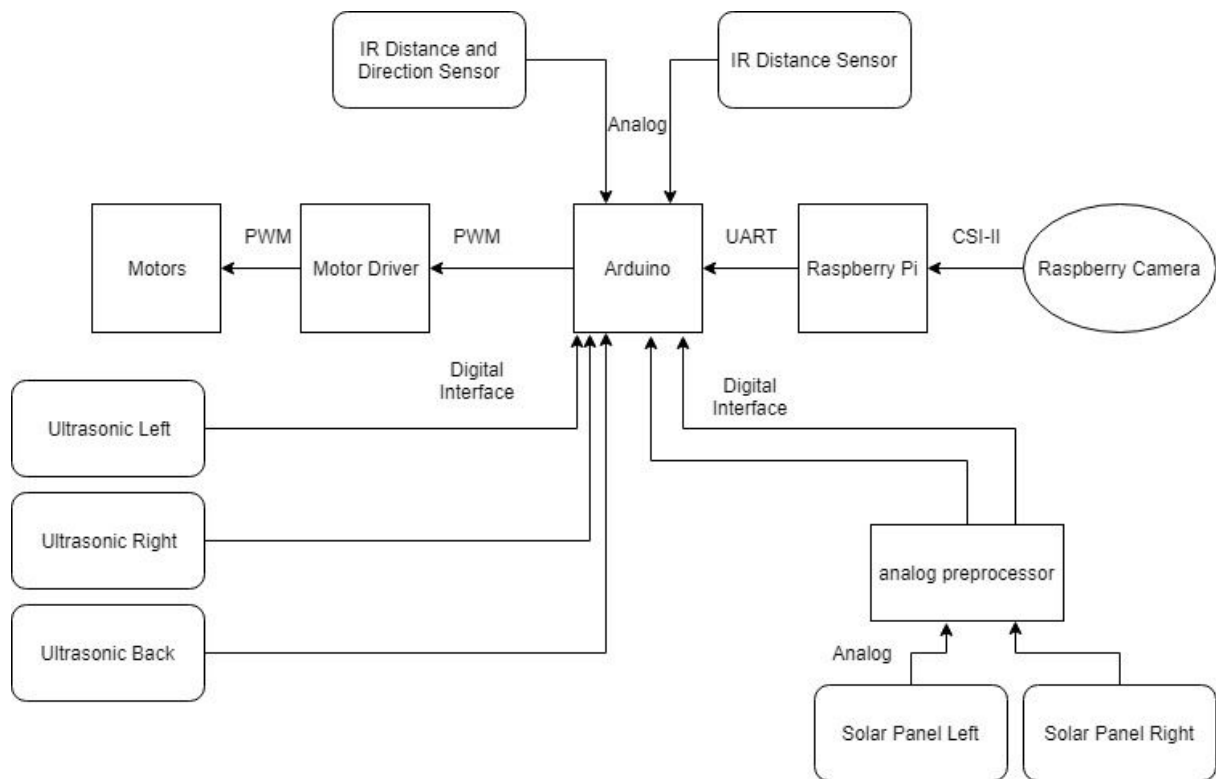 IR Distance and
Direction Sensor
IR Distance Sensor
Analog
PWM
PWM
UART
CSI-II
Motors
Motor Driver
Arduino
Raspberry Pi
Raspberry Camera
Digital
Interface
Digital
Interface
Ultrasonic Left
Ultrasonic Right
analog preprocessor
Ultrasonic Back
Analog
Solar Panel Left
Solar Panel Right